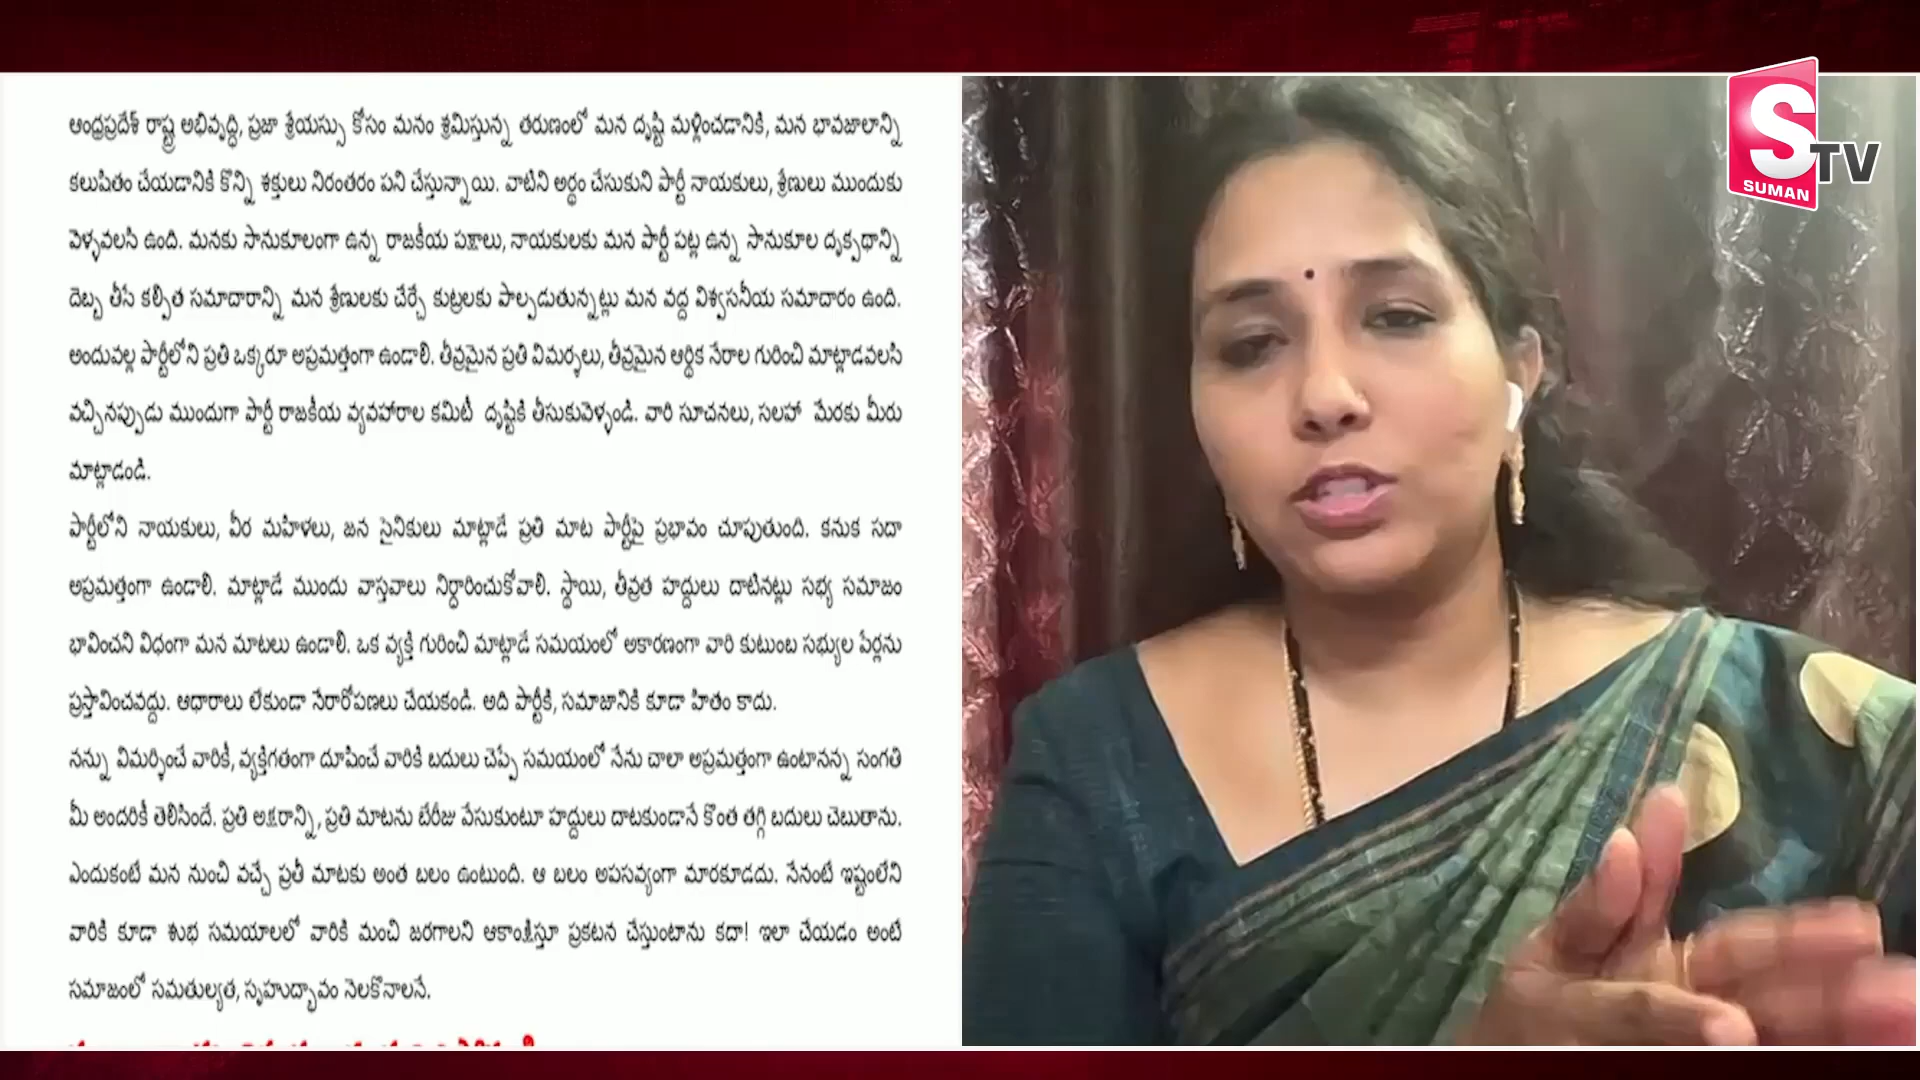 ఆంధ్రప్రదేశ్ రాష్ట్ర అభివృద్ధి, ప్రజా శ్రేయస్సు కోసం మనం శ్రమిస్తున్న తరుణంలో మన దృష్టి మళ్లించడానికి, మన భావజాలాన్ని
కలుషితం చేయడానికి కొన్ని శక్తులు నిరంతరం పని చేస్తున్నాయి. వాటిని అర్థం చేసుకుని పార్టీ నాయకులు, శ్రేణులు ముందుకు
వెళ్ళవలసి ఉంది. మనకు సానుకూలంగా ఉన్న రాజకీయ పక్షాలు, నాయకులకు మన పార్టీ పట్ల ఉన్న సానుకూల దృక్పథాన్ని
దెబ్బ తీసే కల్పిత సమాచారాన్ని మన శ్రేణులకు చేర్చే కుట్రలకు పాల్పడుతున్నట్లు మన వద్ద విశ్వసనీయ సమాచారం ఉంది.
అందువల్ల పార్టీలోని ప్రతి ఒక్కరూ అప్రమత్తంగా ఉండాలి. తీవ్రమైన ప్రతి విమర్శలు, తీవ్రమైన ఆర్థిక నేరాల గురించి మాట్లాడవలసి
వచ్చినప్పుడు ముందుగా పార్టీ రాజకీయ వ్యవహారాల కమిటీ దృష్టికి తీసుకువెళ్ళండి. వారి సూచనలు, సలహా మేరకు మీరు
మాట్లాడండి.
పార్టీలోని నాయకులు, వీర మహిళలు, జన సైనికులు మాట్లాడే ప్రతి మాట పార్టీపై ప్రభావం చూపుతుంది. కనుక సదా
అప్రమత్తంగా ఉండాలి. మాట్లాడే ముందు వాస్తవాలు నిర్ధారించుకోవాలి. స్థాయి, తీవ్రత హద్దులు దాటినట్లు సభ్య సమాజం
భావించని విధంగా మన మాటలు ఉండాలి. ఒక వ్యక్తి గురించి మాట్లాడే సమయంలో అకారణంగా వారి కుటుంబ సభ్యుల పేర్లను
ప్రస్తావించవద్దు. ఆధారాలు లేకుండా నేరారోపణలు చేయకండి. అది పార్టీకి, సమాజానికి కూడా హితం కాదు.
నన్ను విమర్శించే వారికీ, వ్యక్తిగతంగా దూషించే వారికి బదులు చెప్పే సమయంలో నేను చాలా అప్రమత్తంగా ఉంటానన్న సంగతి
మీ అందరికీ తెలిసిందే. ప్రతి అక్షరాన్ని, ప్రతి మాటను బేరీజు వేసుకుంటూ హద్దులు దాటకుండానే కొంత తగ్గి బదులు చెబుతాను.
ఎందుకంటే మన నుంచి వచ్చే ప్రతీ మాటకు అంత బలం ఉంటుంది. ఆ బలం అపసవ్యంగా మారకూడదు. నేనంటే ఇష్టంలేని
వారికి కూడా శుభ సమయాలలో వారికి మంచి జరగాలని ఆకాంక్షిస్తూ ప్రకటన చేస్తుంటాను కదా! ఇలా చేయడం అంటే
సమాజంలో సమతుల్యత, సృహుద్భావం నెలకొనాలనే.
S TV
SUMAN